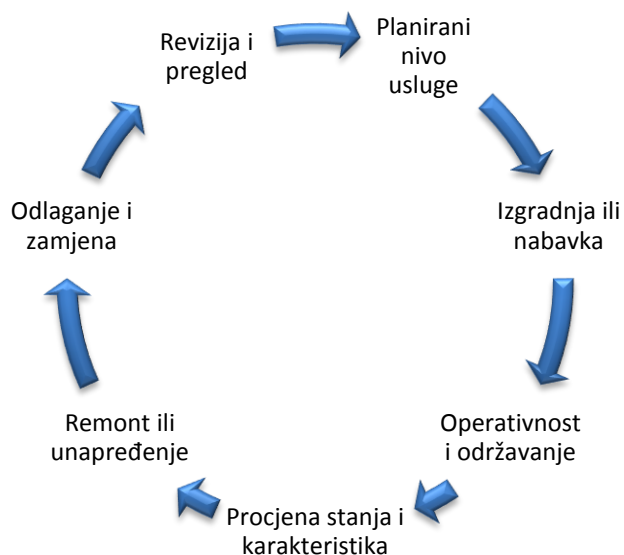 Revizija i
pregled
Planirani
nivo
usluge
Izgradnja ili
nabavka
Operativnost
i održavanje
Procjena stanja i
karakteristika
Remont ili
unapređenje
Odlaganje i
zamjena